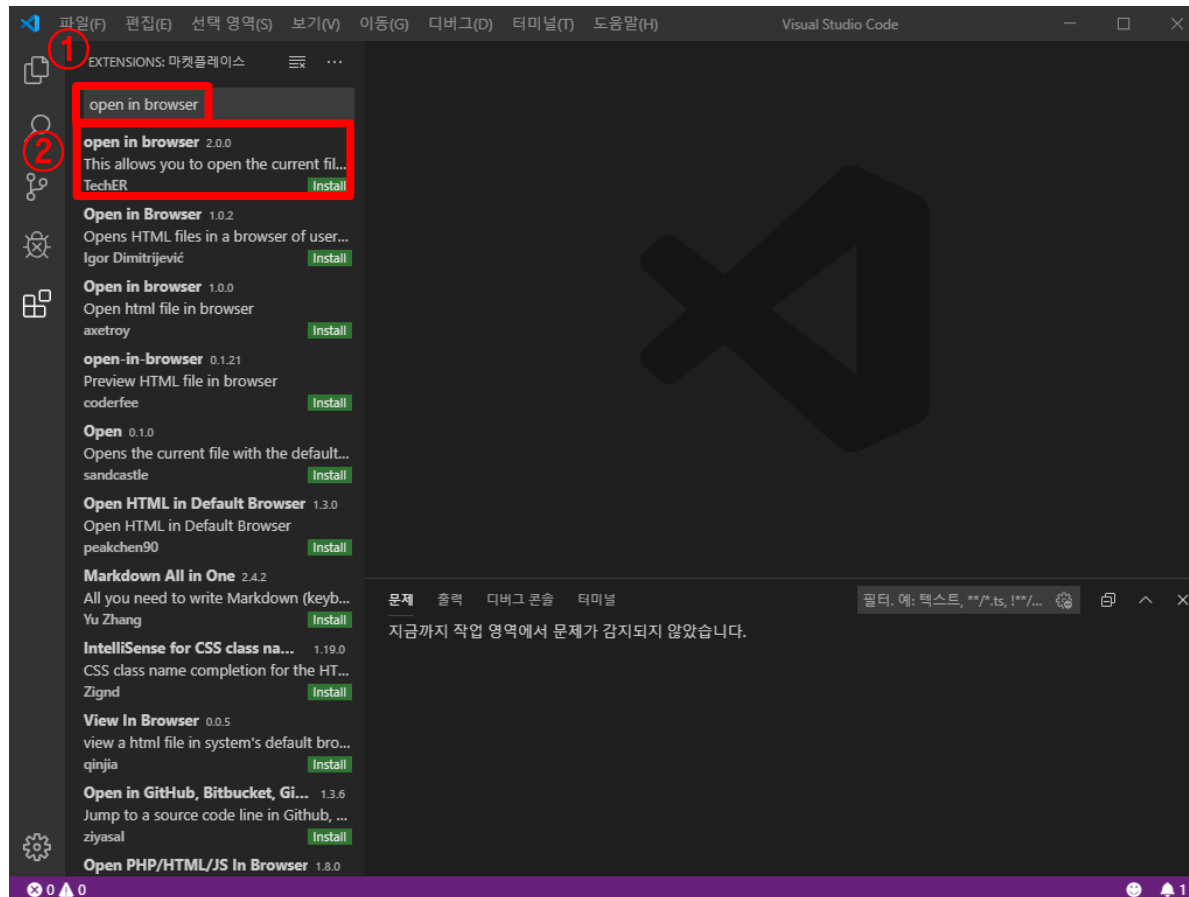 파일(F) 편집(E) 선택 영역(S) 보기(V) 이동(G) 디버그(D) 터미널(T) 도움말(H) Visual Studio Code
①
EXTENSIONS: 마켓플레이스
open in browser
②
open in browser 2.0.0
This allows you to open the current fil...
TechER Install
Open in Browser 1.0.2
Opens HTML files in a browser of user...
Igor Dimitrijević Install
Open in browser 1.0.0
Open html file in browser
axetroy Install
open-in-browser 0.1.21
Preview HTML file in browser
coderfee Install
Open 0.1.0
Opens the current file with the default...
sandcastle Install
Open HTML in Default Browser 1.3.0
Open HTML in Default Browser
peakchen90 Install
Markdown All in One 2.4.2
All you need to write Markdown (keyb...
Yu Zhang Install
IntelliSense for CSS class na... 1.19.0
CSS class name completion for the HT...
Zignd Install
View In Browser 0.0.5
view a html file in system's default bro...
qinjia Install
Open in GitHub, Bitbucket, Gi... 1.3.6
Jump to a source code line in Github, ...
ziyasal Install
Open PHP/HTML/JS In Browser 1.8.0
문제 출력 디버그 콘솔 터미널 필터. 예: 텍스트, **/*.ts, !**/...
지금까지 작업 영역에서 문제가 감지되지 않았습니다.
0 0 1